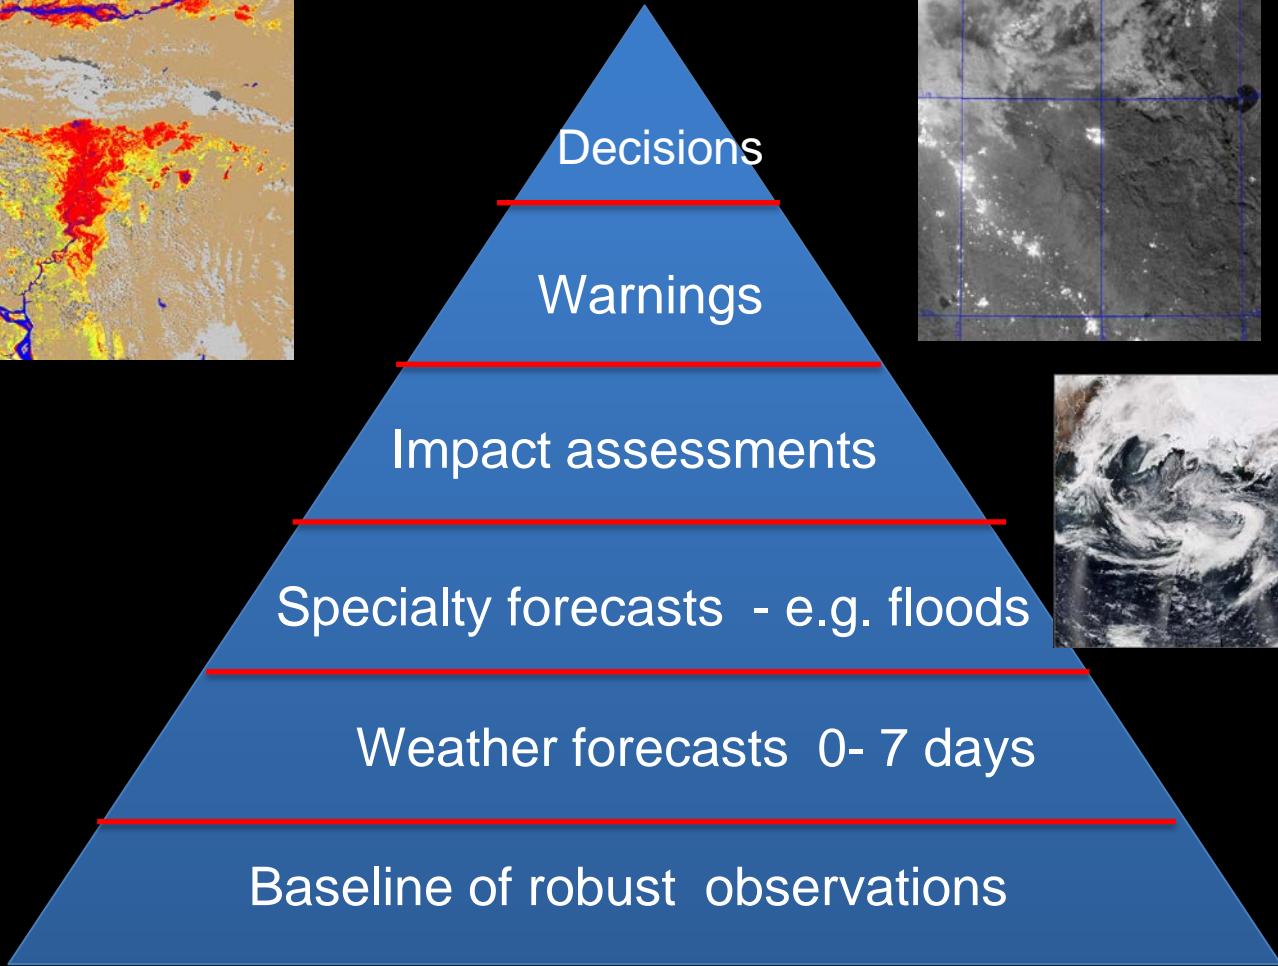 Decisions
Warnings
Impact assessments
Specialty forecasts  - e.g. floods
Weather forecasts  0- 7 days
Baseline of robust  observations